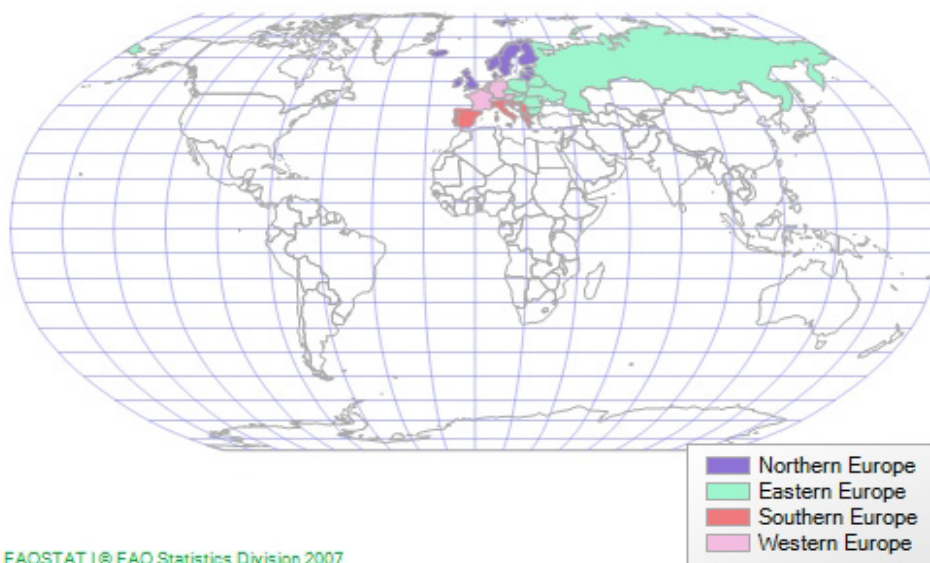 Northern Europe
Eastern Europe
Southern Europe
Western Europe
FAOSTAT | © FAO Statistics Division 2007